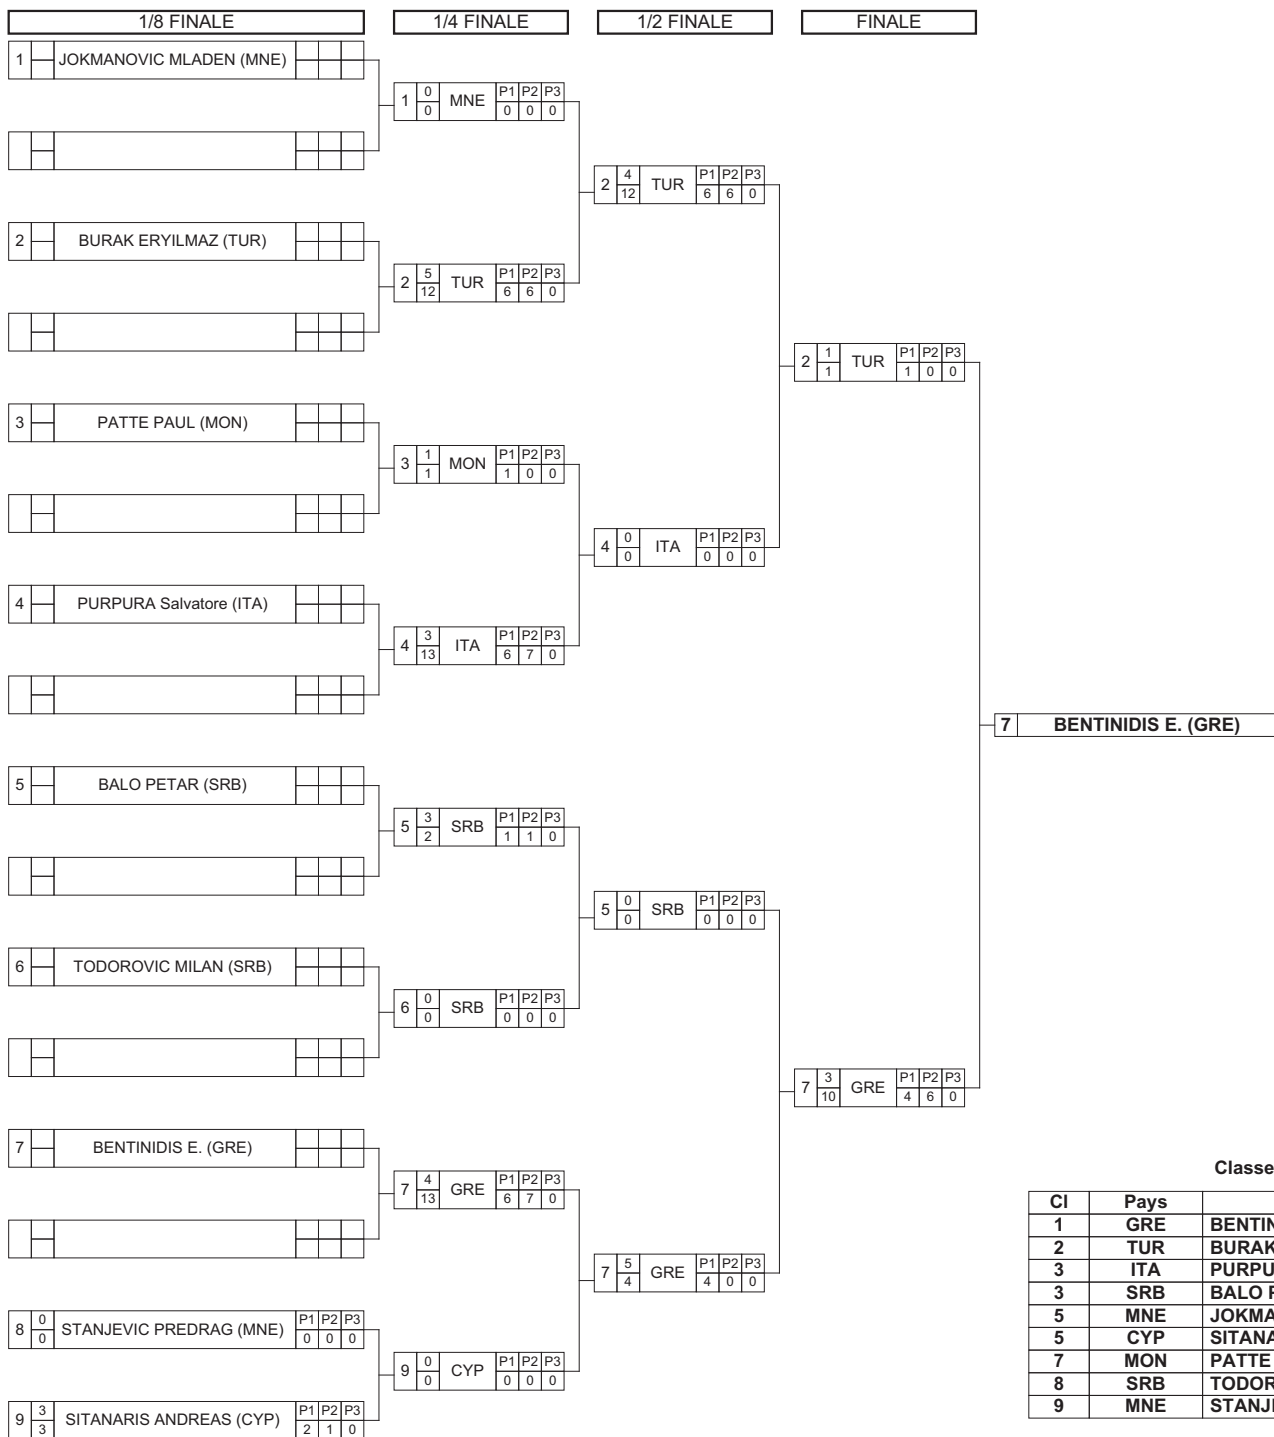 1/8 FINALE 1/4 FINALE 1/2 FINALE FINALE
1 JOKMANOVIC MLADEN (MNE)
1 0 0 MNE P1 P2 P3 0 0 0
2 4 12 TUR P1 P2 P3 6 6 0
2 BURAK ERYILMAZ (TUR)
2 5 12 TUR P1 P2 P3 6 6 0
2 1 1 TUR P1 P2 P3 1 0 0
3 PATTE PAUL (MON)
3 1 1 MON P1 P2 P3 1 0 0
4 0 0 ITA P1 P2 P3 0 0 0
4 PURPURA Salvatore (ITA)
4 3 13 ITA P1 P2 P3 6 7 0
7 BENTINIDIS E. (GRE)
5 BALO PETAR (SRB)
5 3 2 SRB P1 P2 P3 1 1 0
5 0 0 SRB P1 P2 P3 0 0 0
6 TODOROVIC MILAN (SRB)
6 0 0 SRB P1 P2 P3 0 0 0
7 3 10 GRE P1 P2 P3 4 6 0
7 BENTINIDIS E. (GRE)
7 4 13 GRE P1 P2 P3 6 7 0
7 5 4 GRE P1 P2 P3 4 0 0
8 0 0 STANJEVIC PREDRAG (MNE) P1 P2 P3 0 0 0
9 0 0 CYP P1 P2 P3 0 0 0
9 3 3 SITANARIS ANDREAS (CYP) P1 P2 P3 2 1 0
Classe
Cl Pays
1 GRE BENTIN
2 TUR BURAK
3 ITA PURPU
3 SRB BALO
5 MNE JOKMA
5 CYP SITANA
7 MON PATTE
8 SRB TODOR
9 MNE STANJ